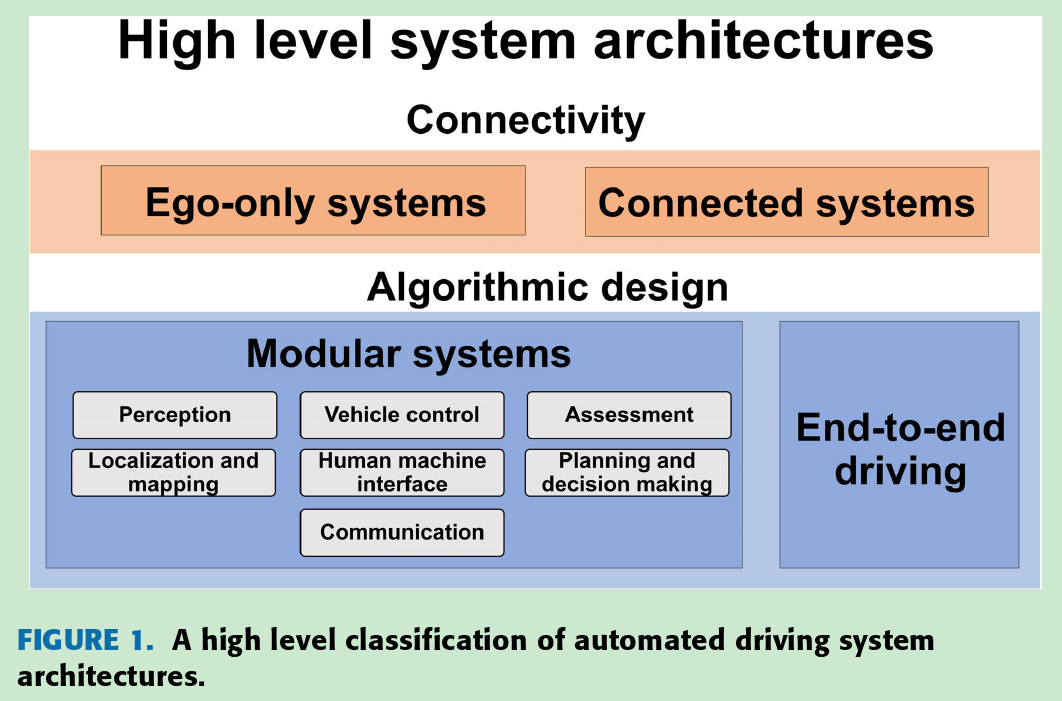 High level system architectures
Connectivity
Ego-only systems
Connected systems
Algorithmic design
Modular systems
Perception
Vehicle control
Assessment
Localization and
mapping
Human machine
interface
Planning and
decision making
Communication
End-to-end
driving
FIGURE 1. A high level classification of automated driving system
architectures.